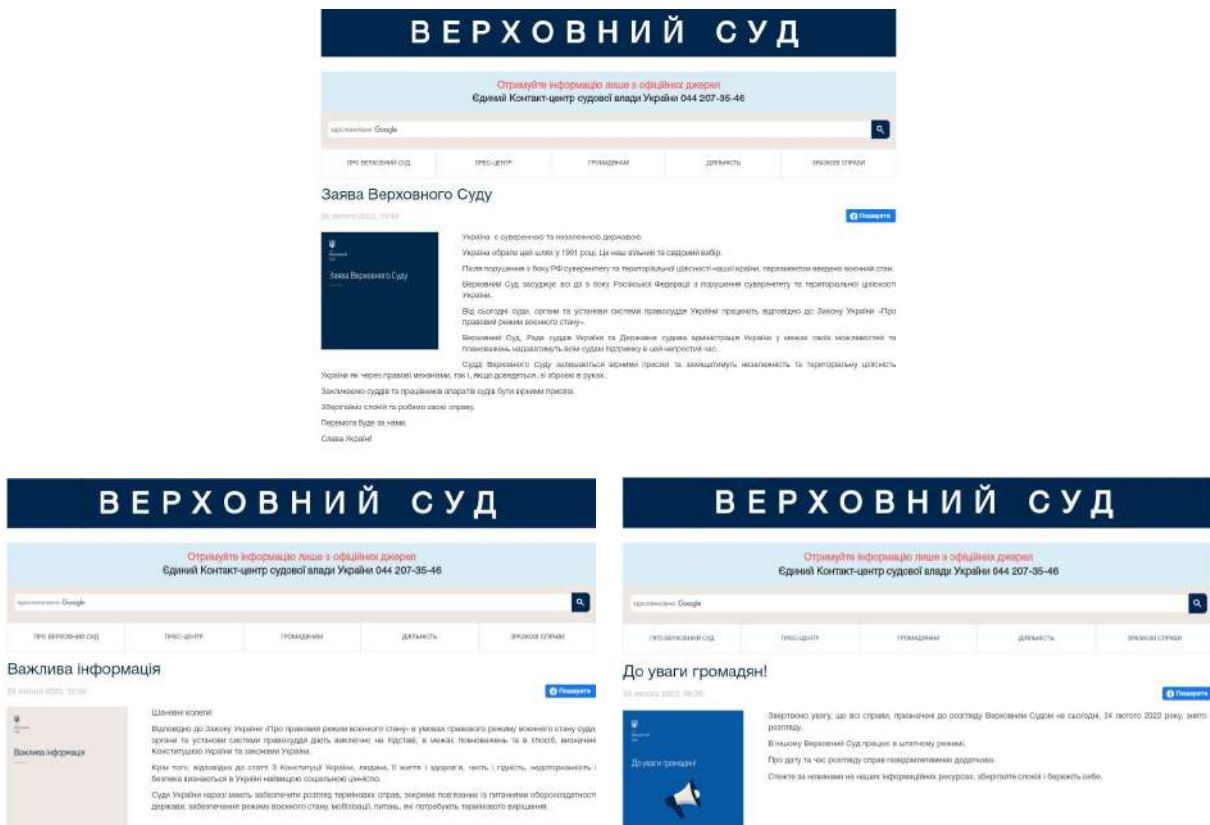 ВЕРХОВНИЙ СУД
Отримуйте інформацію лише з офіційних джерел
Єдиний Контакт-центр судової влади України 044 207-35-46
Google
ПРО ВЕРХОВНИЙ СУД
ПРЕС-ЦЕНТР
ГРОМАДЯНАМ
ДІЯЛЬНІСТЬ
ЗРАЗКОВІ СПРАВИ
Заява Верховного Суду
24 лютого 2022,
Поширити
Заява Верховного Суду
Україна є суверенною та незалежною державою.
Україна обрала цей шлях у 1991 році. Це наш вільний та свідомий вибір.
Після порушення з боку РФ суверенітету та територіальної цілісності нашої країни, парламентом введено воєнний стан.
Верховний Суд засуджує всі дії з боку Російської Федерації з порушення суверенітету та територіальної цілісності
України.
Від сьогодні суди, органи та установи системи правосуддя України працюють відповідно до Закону України «Про
правовий режим воєнного стану».
Верховний Суд, Рада суддів України та Державна судова адміністрація України у межах своїх можливостей та
повноважень надаватимуть всім судам підтримку в цей непростий час.
Судді Верховного Суду залишаються вірними присязі та захищатимуть незалежність та територіальну цілісність
України як через правові механізми, так і, якщо доведеться, зі зброєю в руках.
Закликаємо суддів та працівників апаратів судів бути вірними присязі.
Зберігаймо спокій та робимо свою справу.
Перемога буде за нами.
Слава Україні!
ВЕРХОВНИЙ СУД
Отримуйте інформацію лише з офіційних джерел
Єдиний Контакт-центр судової влади України 044 207-35-46
Google
ПРО ВЕРХОВНИЙ СУД
ПРЕС-ЦЕНТР
ГРОМАДЯНАМ
ДІЯЛЬНІСТЬ
ЗРАЗКОВІ СПРАВИ
Важлива інформація
24 лютого 2022,
Поширити
Важлива інформація
Шановні колеги!
Відповідно до Закону України «Про правовий режим воєнного стану» в умовах правового режиму воєнного стану суди,
органи та установи системи правосуддя діють виключно на підставі, в межах повноважень та в спосіб, визначені
Конституцією України та законами України.
Крім того, відповідно до статті 3 Конституції України, людина, її життя і здоров'я, честь і гідність, недоторканність і
безпека визнаються в Україні найвищою соціальною цінністю.
Суди України наразі мають забезпечити розгляд термінових справ, зокрема пов'язаних із питаннями обороноздатності
держави, забезпечення режиму воєнного стану, мобілізації, питань, які потребують термінового вирішення.
ВЕРХОВНИЙ СУД
Отримуйте інформацію лише з офіційних джерел
Єдиний Контакт-центр судової влади України 044 207-35-46
Google
ПРО ВЕРХОВНИЙ СУД
ПРЕС-ЦЕНТР
ГРОМАДЯНАМ
ДІЯЛЬНІСТЬ
ЗРАЗКОВІ СПРАВИ
До уваги громадян!
24 лютого 2022,
Поширити
До уваги громадян!
Звертаємо увагу, що всі справи, призначені до розгляду Верховним Судом на сьогодні, 24 лютого 2022 року, знято з
розгляду.
В іншому Верховний Суд працює в штатному режимі.
Про дату та час розгляду справ повідомлятимемо додатково.
Стежте за новинами на наших інформаційних ресурсах, зберігайте спокій і бережіть себе.